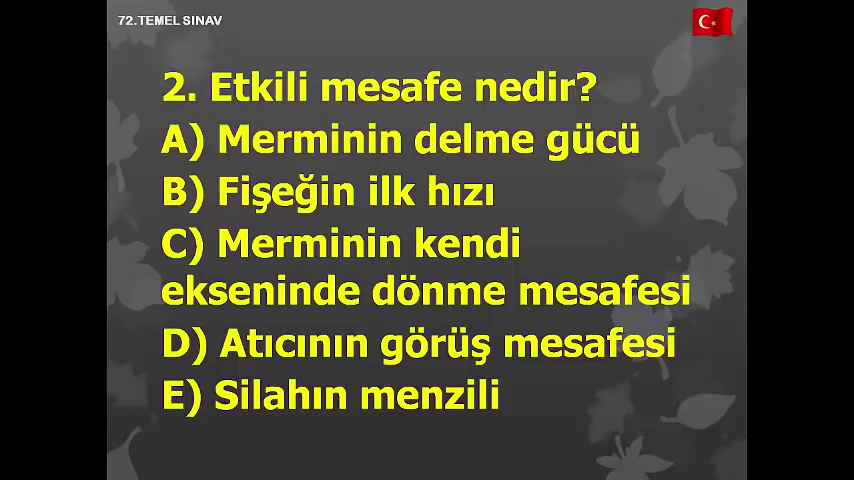 72.TEMEL SINAV
2. Etkili mesafe nedir?
A) Merminin delme gücü
B) Fişeğin ilk hızı
C) Merminin kendi
ekseninde dönme mesafesi
D) Atıcının görüş mesafesi
E) Silahın menzili